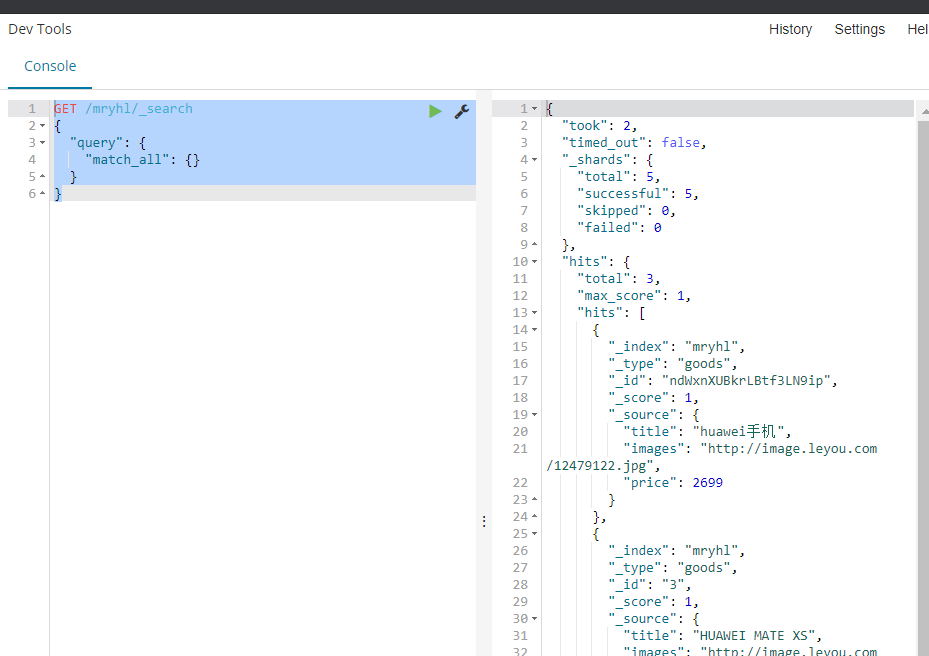 Dev Tools
History Settings Hel
Console
1 GET /mryhl/_search
2 {
3 "query": {
4 "match_all": {}
5 }
6 }
1 {
2 "took": 2,
3 "timed_out": false,
4 "_shards": {
5 "total": 5,
6 "successful": 5,
7 "skipped": 0,
8 "failed": 0
9 },
10 "hits": {
11 "total": 3,
12 "max_score": 1,
13 "hits": [
14 {
15 "_index": "mryhl",
16 "_type": "goods",
17 "_id": "ndWxnXUBkrLBtf3LN9ip",
18 "_score": 1,
19 "_source": {
20 "title": "huawei手机",
21 "images": "http://image.leyou.com
/12479122.jpg",
22 "price": 2699
23 }
24 },
25 {
26 "_index": "mryhl",
27 "_type": "goods",
28 "_id": "3",
29 "_score": 1,
30 "_source": {
31 "title": "HUAWEI MATE XS",
32 "images": "http://image.leyou.com